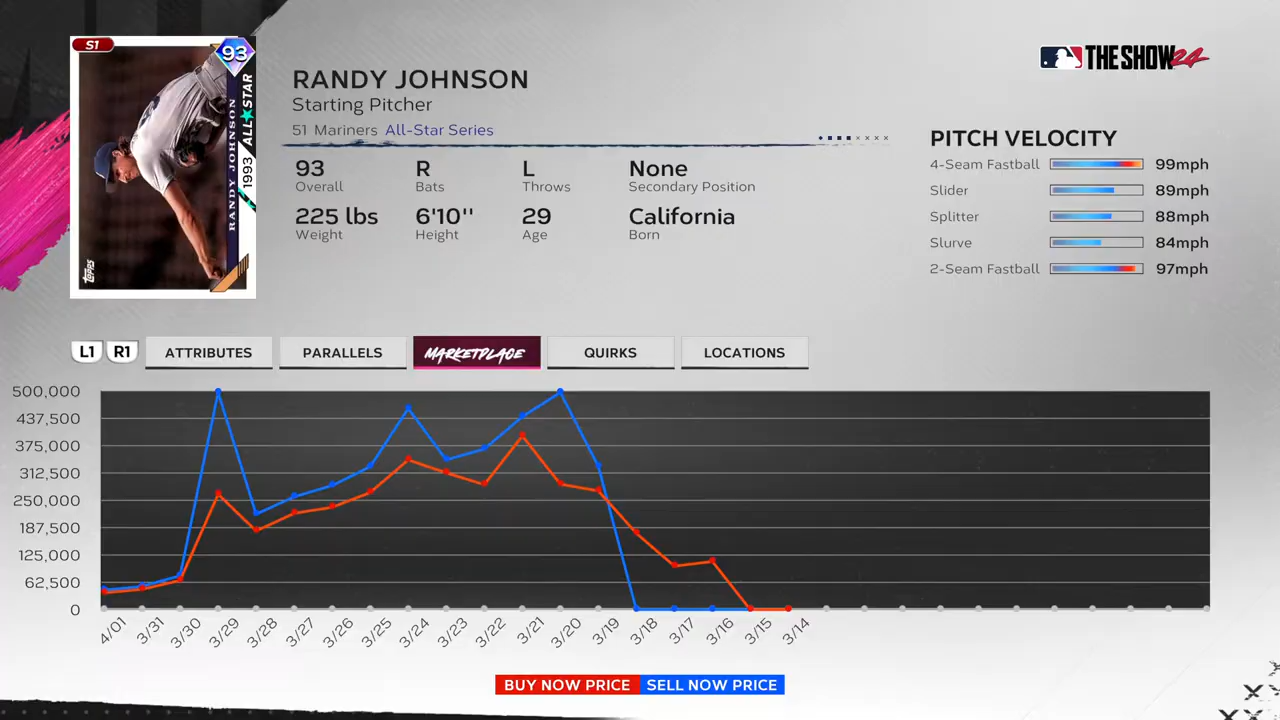 S1
93
1993 ALL★STAR
RANDY JOHNSON
Topps
RANDY JOHNSON
Starting Pitcher
51 Mariners All-Star Series
93
Overall
R
Bats
L
Throws
None
Secondary Position
225 lbs
Weight
6'10''
Height
29
Age
California
Born
THE SHOW 24
PITCH VELOCITY
4-Seam Fastball 99mph
Slider 89mph
Splitter 88mph
Slurve 84mph
2-Seam Fastball 97mph
L1 R1 ATTRIBUTES PARALLELS MARKETPLACE QUIRKS LOCATIONS
500,000
437,500
375,000
312,500
250,000
187,500
125,000
62,500
0
4/01 3/31 3/30 3/29 3/28 3/27 3/26 3/25 3/24 3/23 3/22 3/21 3/20 3/19 3/18 3/17 3/16 3/15 3/14
BUY NOW PRICE SELL NOW PRICE